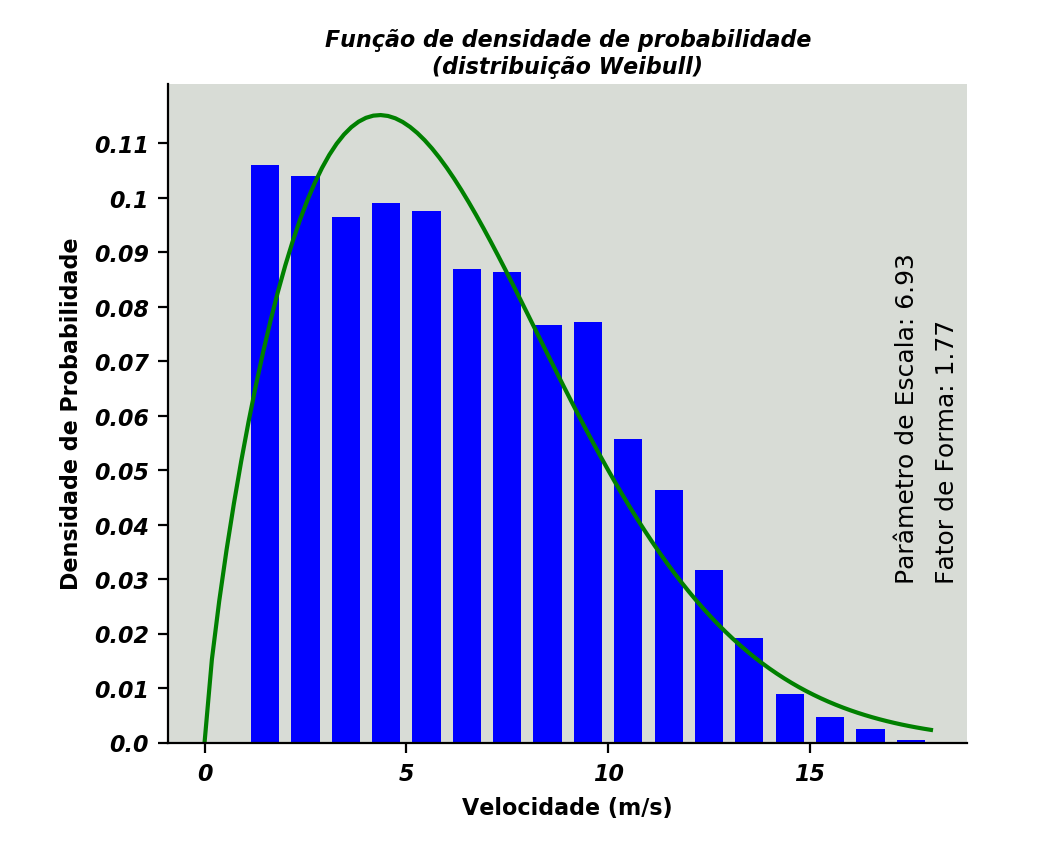 Função de densidade de probabilidade
(distribuição Weibull)
Densidade de Probabilidade
0.11
0.1
0.09
0.08
0.07
0.06
0.05
0.04
0.03
0.02
0.01
0.0
0
5
10
15
Velocidade (m/s)
Parâmetro de Escala: 6.93
Fator de Forma: 1.77